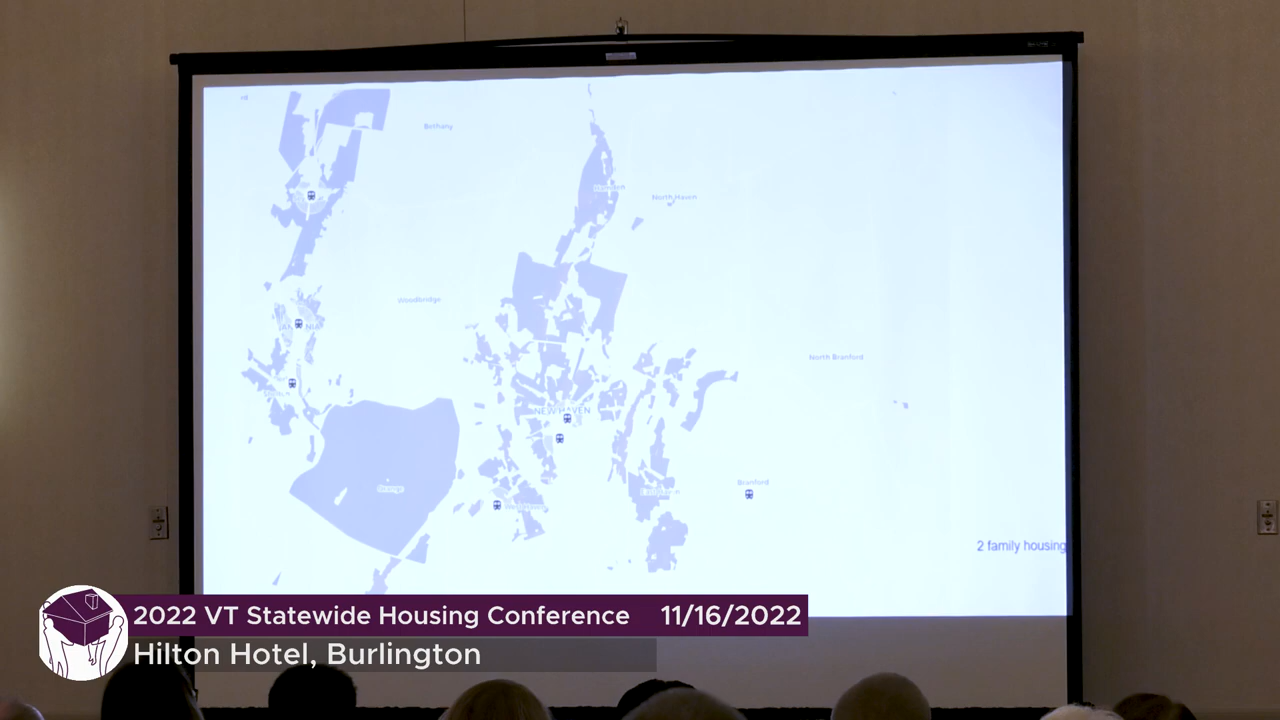 Bethany
Hamden
North Haven
Woodbridge
North Branford
NEW HAVEN
Orange
Branford
2 family housing
2022 VT Statewide Housing Conference 11/16/2022
Hilton Hotel, Burlington